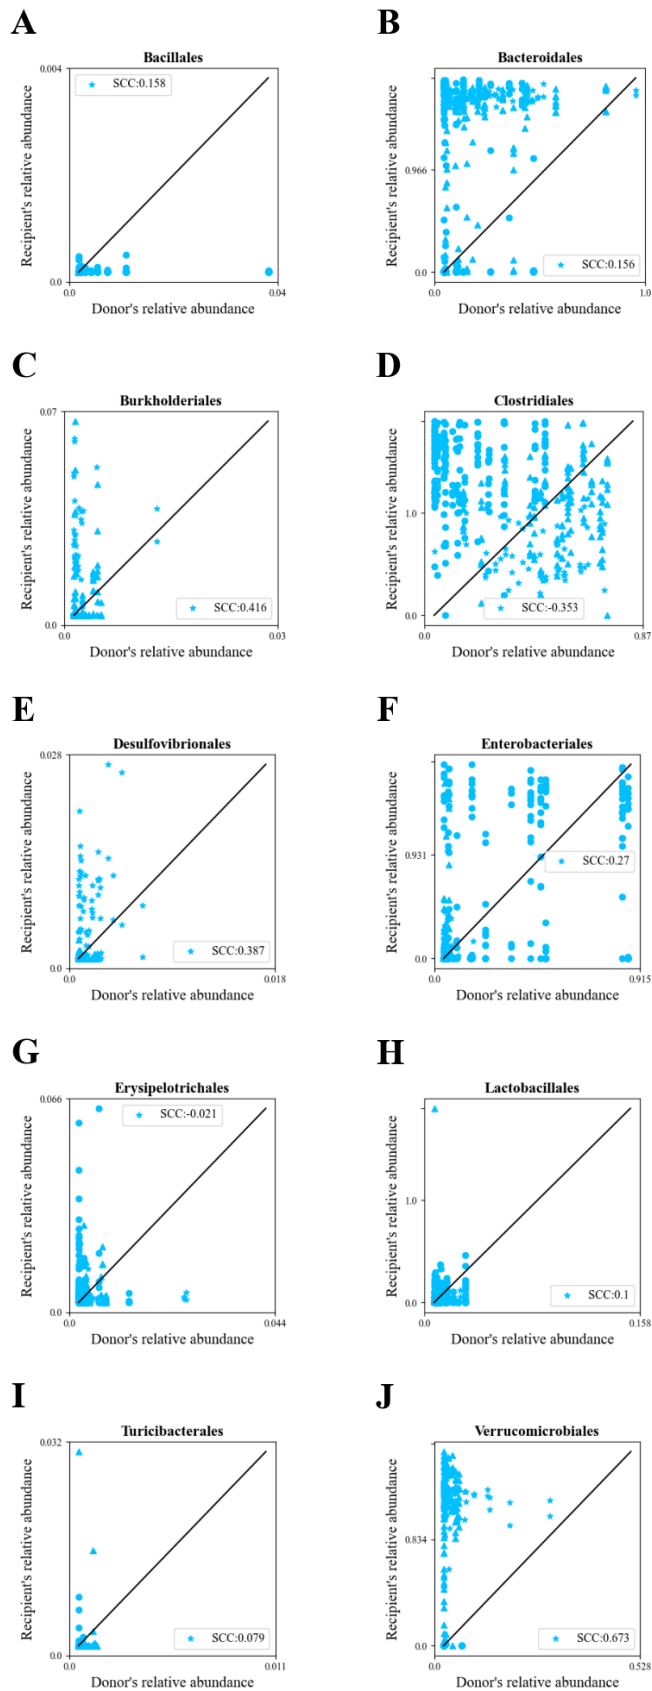 A
Bacillales
0.004
SCC:0.158
Recipient's relative abundance
0.0
0.0
0.04
Donor's relative abundance
B
Bacteroidales
Recipient's relative abundance
0.966
SCC:0.156
0.0
0.0
1.0
Donor's relative abundance
C
Burkholderiales
0.07
Recipient's relative abundance
SCC:0.416
0.0
0.0
0.03
Donor's relative abundance
D
Clostridiales
Recipient's relative abundance
1.0
SCC:-0.353
0.0
0.0
0.87
Donor's relative abundance
E
Desulfovibrionales
0.028
Recipient's relative abundance
SCC:0.387
0.0
0.0
0.018
Donor's relative abundance
F
Enterobacteriales
Recipient's relative abundance
0.931
SCC:0.27
0.0
0.0
0.915
Donor's relative abundance
G
Erysipelotrichales
0.066
SCC:-0.021
Recipient's relative abundance
0.0
0.0
0.044
Donor's relative abundance
H
Lactobacillales
Recipient's relative abundance
1.0
SCC:0.1
0.0
0.0
0.158
Donor's relative abundance
I
Turicibacterales
0.032
Recipient's relative abundance
SCC:0.079
0.0
0.0
0.011
Donor's relative abundance
J
Verrucomicrobiales
Recipient's relative abundance
0.834
SCC:0.673
0.0
0.0
0.528
Donor's relative abundance